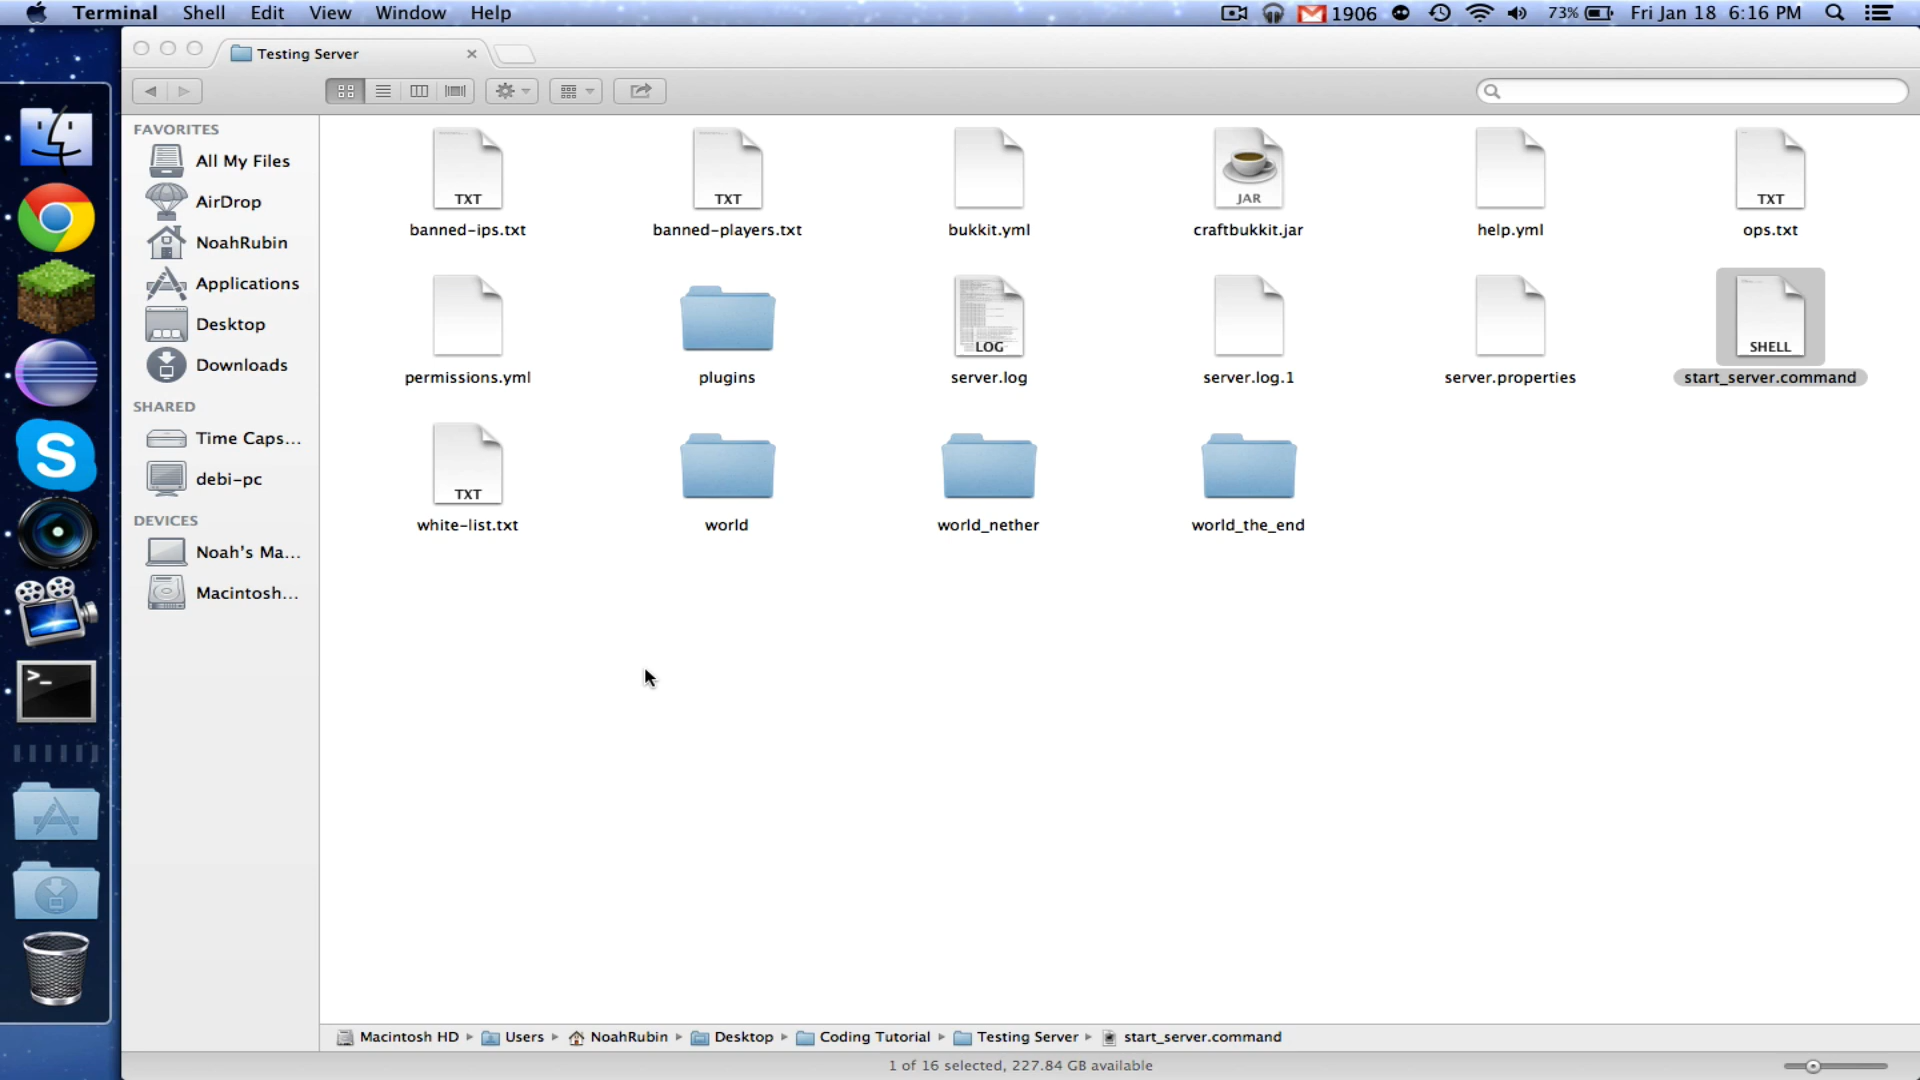 Terminal Shell Edit View Window Help 1906 73% Fri Jan 18 6:16 PM
Testing Server
FAVORITES
All My Files
AirDrop
NoahRubin
Applications
Desktop
Downloads
SHARED
Time Caps...
debi-pc
DEVICES
Noah's Ma...
Macintosh...
TXT TXT JAR TXT
banned-ips.txt banned-players.txt bukkit.yml craftbukkit.jar help.yml ops.txt
LOG SHELL
permissions.yml plugins server.log server.log.1 server.properties start_server.command
TXT
white-list.txt world world_nether world_the_end
S
>_
Macintosh HD Users NoahRubin Desktop Coding Tutorial Testing Server start_server.command
1 of 16 selected, 227.84 GB available